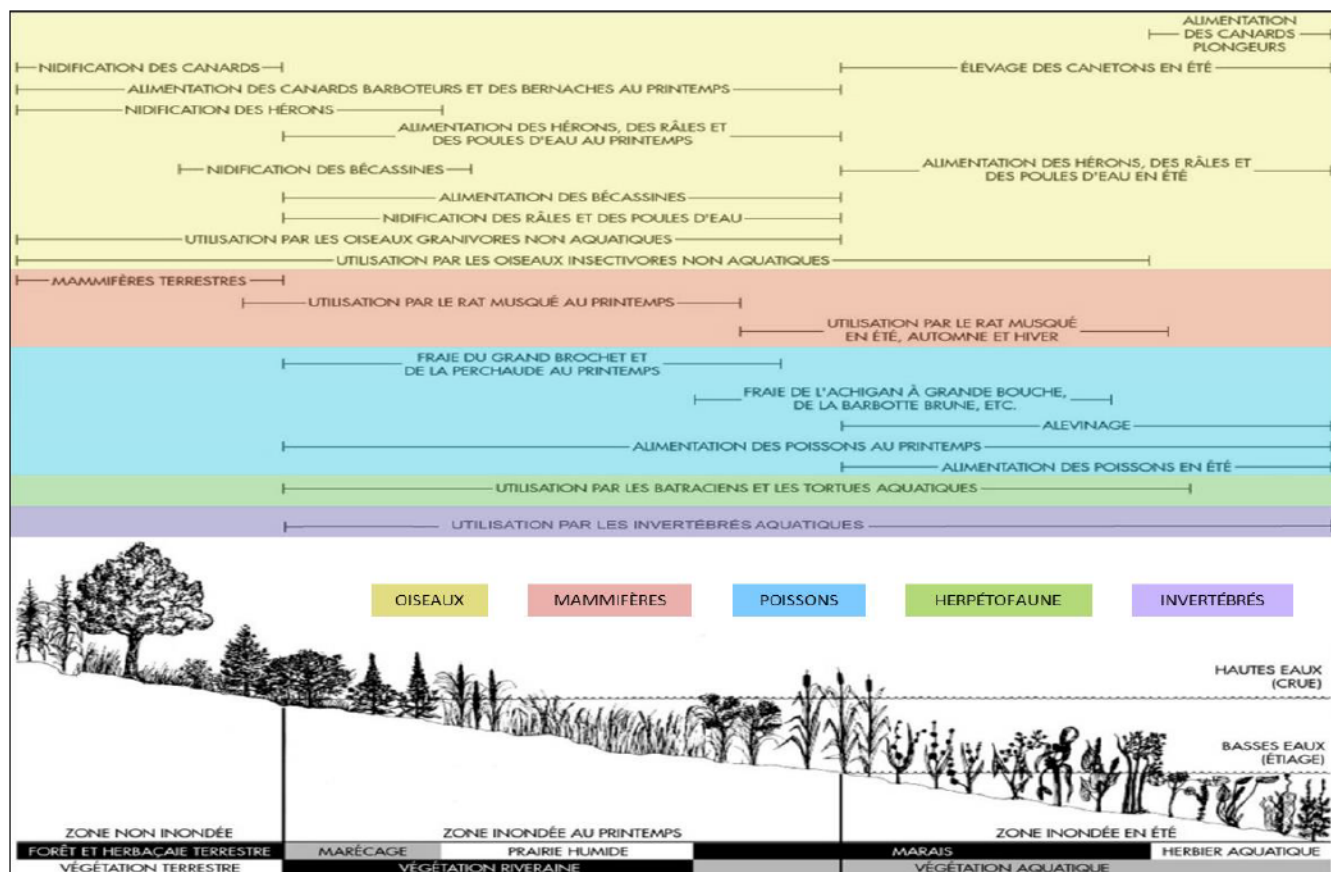 ALIMENTATION
DES CANARDS
PLONGEURS
NIDIFICATION DES CANARDS
ÉLEVAGE DES CANETONS EN ÉTÉ
ALIMENTATION DES CANARDS BARBOTEURS ET DES BERNACHES AU PRINTEMPS
NIDIFICATION DES HÉRONS
ALIMENTATION DES HÉRONS, DES RÂLES ET
DES POULES D'EAU AU PRINTEMPS
NIDIFICATION DES BÉCASSINES
ALIMENTATION DES HÉRONS, DES RÂLES ET
DES POULES D'EAU EN ÉTÉ
ALIMENTATION DES BÉCASSINES
NIDIFICATION DES RÂLES ET DES POULES D'EAU
UTILISATION PAR LES OISEAUX GRANIVORES NON AQUATIQUES
UTILISATION PAR LES OISEAUX INSECTIVORES NON AQUATIQUES
MAMMIFÈRES TERRESTRES
UTILISATION PAR LE RAT MUSQUÉ AU PRINTEMPS
UTILISATION PAR LE RAT MUSQUÉ
EN ÉTÉ, AUTOMNE ET HIVER
FRAIE DU GRAND BROCHET ET
DE LA PERCHAUDE AU PRINTEMPS
FRAIE DE L'ACHIGAN À GRANDE BOUCHE,
DE LA BARBOTTE BRUNE, ETC.
ALEVINAGE
ALIMENTATION DES POISSONS AU PRINTEMPS
ALIMENTATION DES POISSONS EN ÉTÉ
UTILISATION PAR LES BATRACIENS ET LES TORTUES AQUATIQUES
UTILISATION PAR LES INVERTÉBRÉS AQUATIQUES
OISEAUX
MAMMIFÈRES
POISSONS
HERPÉTOFAUNE
INVERTÉBRÉS
HAUTES EAUX
(CRUE)
BASSES EAUX
(ÉTIAGE)
ZONE NON INONDÉE
ZONE INONDÉE AU PRINTEMPS
ZONE INONDÉE EN ÉTÉ
FORÊT ET HERBAÇAIE TERRESTRE
MARÉCAGE
PRAIRIE HUMIDE
MARAIS
HERBIER AQUATIQUE
VÉGÉTATION TERRESTRE
VÉGÉTATION RIVERAINE
VÉGÉTATION AQUATIQUE